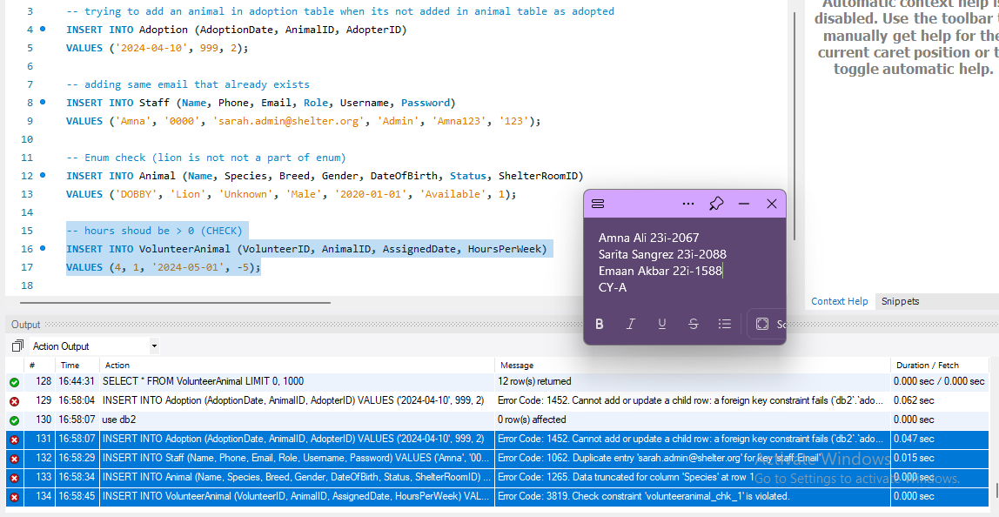 3 -- trying to add an animal in adoption table when its not added in animal table as adopted
4 INSERT INTO Adoption (AdoptionDate, AnimalID, AdopterID)
5 VALUES ('2024-04-10', 999, 2);
6
7 -- adding same email that already exists
8 INSERT INTO Staff (Name, Phone, Email, Role, Username, Password)
9 VALUES ('Amna', '0000', 'sarah.admin@shelter.org', 'Admin', 'Amna123', '123');
10
11 -- Enum check (lion is not not a part of enum)
12 INSERT INTO Animal (Name, Species, Breed, Gender, DateOfBirth, Status, ShelterRoomID)
13 VALUES ('DOBBY', 'Lion', 'Unknown', 'Male', '2020-01-01', 'Available', 1);
14
15 -- hours shoud be > 0 (CHECK)
16 INSERT INTO VolunteerAnimal (VolunteerID, AnimalID, AssignedDate, HoursPerWeek)
17 VALUES (4, 1, '2024-05-01', -5);
18
Automatic context help is
disabled. Use the toolbar
manually get help for the
current caret position or
toggle automatic help.
Context Help Snippets
Amna Ali 23i-2067
Sarita Sangrez 23i-2088
Emaan Akbar 22i-1588
CY-A
B I U S
Output
Action Output
# Time Action Message Duration / Fetch
128 16:44:31 SELECT * FROM VolunteerAnimal LIMIT 0, 1000 12 row(s) returned 0.000 sec / 0.000 sec
129 16:58:04 INSERT INTO Adoption (AdoptionDate, AnimalID, AdopterID) VALUES ('2024-04-10', 999, 2) Error Code: 1452. Cannot add or update a child row: a foreign key constraint fails (`db2`.`ado... 0.062 sec
130 16:58:07 use db2 0 row(s) affected 0.000 sec
131 16:58:07 INSERT INTO Adoption (AdoptionDate, AnimalID, AdopterID) VALUES ('2024-04-10', 999, 2) Error Code: 1452. Cannot add or update a child row: a foreign key constraint fails (`db2`.`ado... 0.047 sec
132 16:58:29 INSERT INTO Staff (Name, Phone, Email, Role, Username, Password) VALUES ('Amna', '00... Error Code: 1062. Duplicate entry 'sarah.admin@shelter.org' for key 'staff.Email' 0.015 sec
133 16:58:34 INSERT INTO Animal (Name, Species, Breed, Gender, DateOfBirth, Status, ShelterRoomID) ... Error Code: 1265. Data truncated for column 'Species' at row 1 0.000 sec
134 16:58:45 INSERT INTO VolunteerAnimal (VolunteerID, AnimalID, AssignedDate, HoursPerWeek) VAL... Error Code: 3819. Check constraint 'volunteeranimal_chk_1' is violated. 0.000 sec
Activate Windows
Go to Settings to activate Windows.